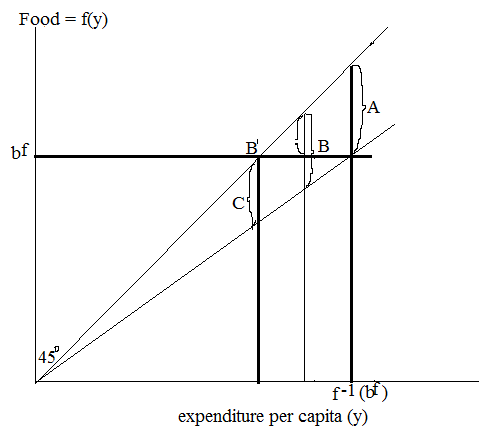 Food = f(y)
A
B' B
bf
C
45°
f-1 (bf)
expenditure per capita (y)